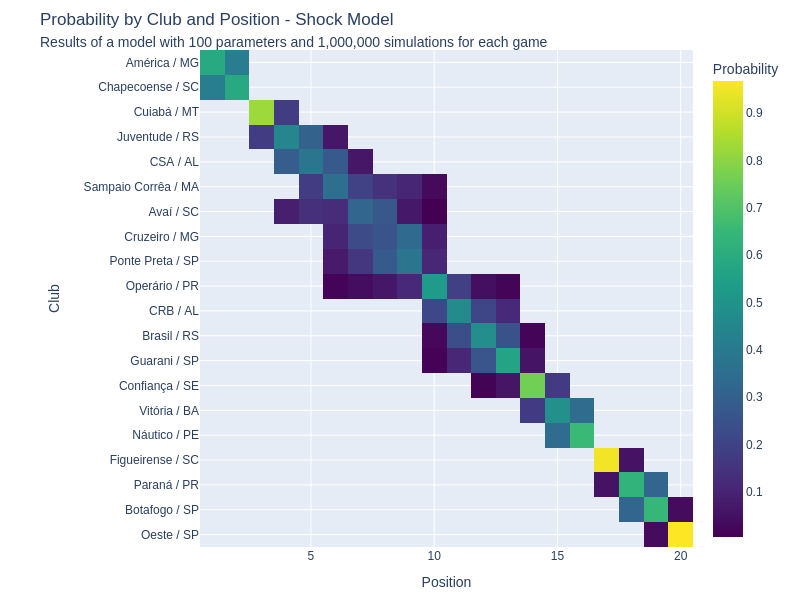 Probability by Club and Position - Shock Model
Results of a model with 100 parameters and 1,000,000 simulations for each game
Probability
América / MG
Chapecoense / SC
Cuiabá / MT
Juventude / RS
CSA / AL
Sampaio Corrêa / MA
Avaí / SC
Cruzeiro / MG
Ponte Preta / SP
Operário / PR
CRB / AL
Brasil / RS
Guarani / SP
Confiança / SE
Vitória / BA
Náutico / PE
Figueirense / SC
Paraná / PR
Botafogo / SP
Oeste / SP
Club
5
10
15
20
Position
0.9
0.8
0.7
0.6
0.5
0.4
0.3
0.2
0.1